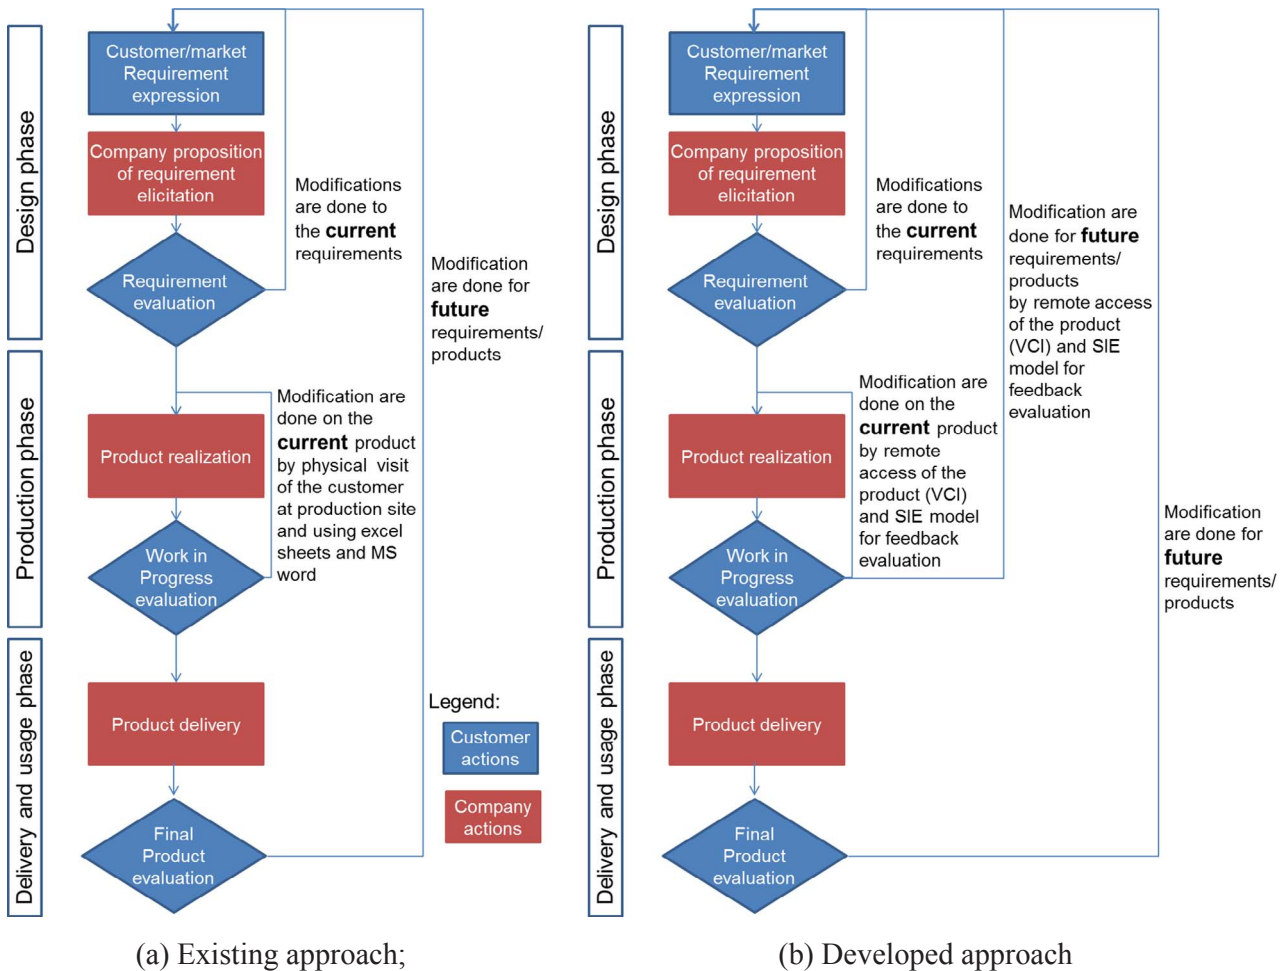 Design phase
Customer/market
Requirement
expression
Company proposition
of requirement
elicitation
Requirement
evaluation
Modifications
are done to
the current
requirements
Modification
are done for
future
requirements/
products
Production phase
Product realization
Work in
Progress
evaluation
Modification are
done on the
current product
by physical visit
of the customer
at production site
and using excel
sheets and MS
word
Delivery and usage phase
Product delivery
Final
Product
evaluation
Legend:
Customer
actions
Company
actions
(a) Existing approach;
Design phase
Customer/market
Requirement
expression
Company proposition
of requirement
elicitation
Requirement
evaluation
Modifications
are done to
the current
requirements
Modification are
done for future
requirements/
products
by remote access
of the product
(VCI) and SIE
model for
feedback
evaluation
Production phase
Product realization
Work in
Progress
evaluation
Modification are
done on the
current product
by remote
access of the
product (VCI)
and SIE model
for feedback
evaluation
Modification
are done for
future
requirements/
products
Delivery and usage phase
Product delivery
Final
Product
evaluation
(b) Developed approach